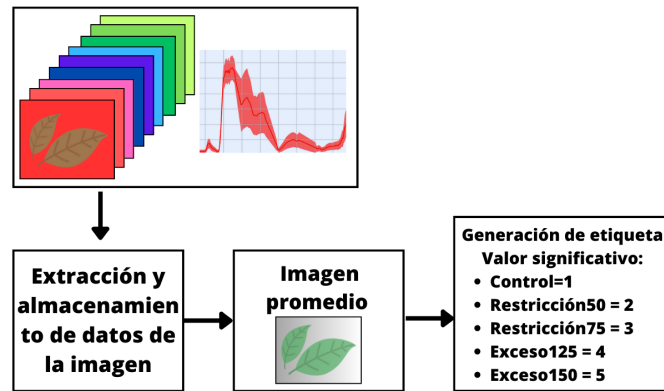 Extracción y
almacenamien
to de datos de
la imagen
Imagen
promedio
Generación de etiqueta
Valor significativo:
• Control=1
• Restricción50 = 2
• Restricción75 = 3
• Exceso125 = 4
• Exceso150 = 5